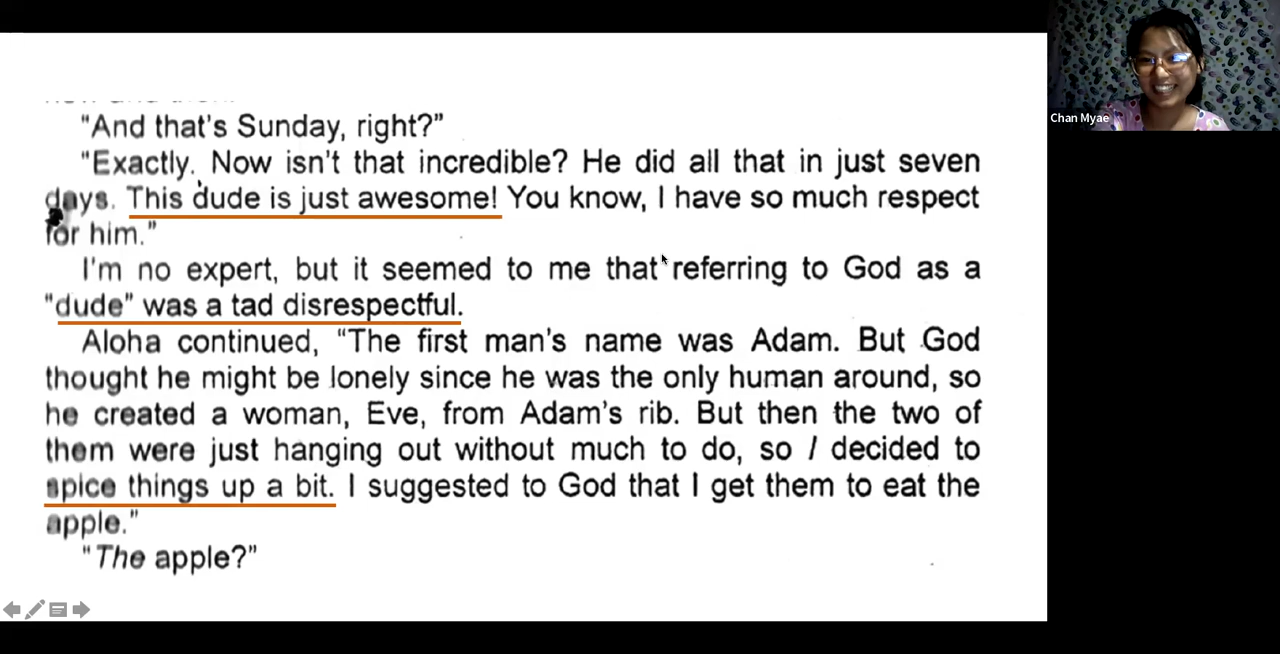 "And that's Sunday, right?"
"Exactly. Now isn't that incredible? He did all that in just seven
days. This dude is just awesome! You know, I have so much respect
for him."
I'm no expert, but it seemed to me that referring to God as a
"dude" was a tad disrespectful.
Aloha continued, "The first man's name was Adam. But God
thought he might be lonely since he was the only human around, so
he created a woman, Eve, from Adam's rib. But then the two of
them were just hanging out without much to do, so I decided to
spice things up a bit. I suggested to God that I get them to eat the
apple."
"The apple?"
Chan Myae